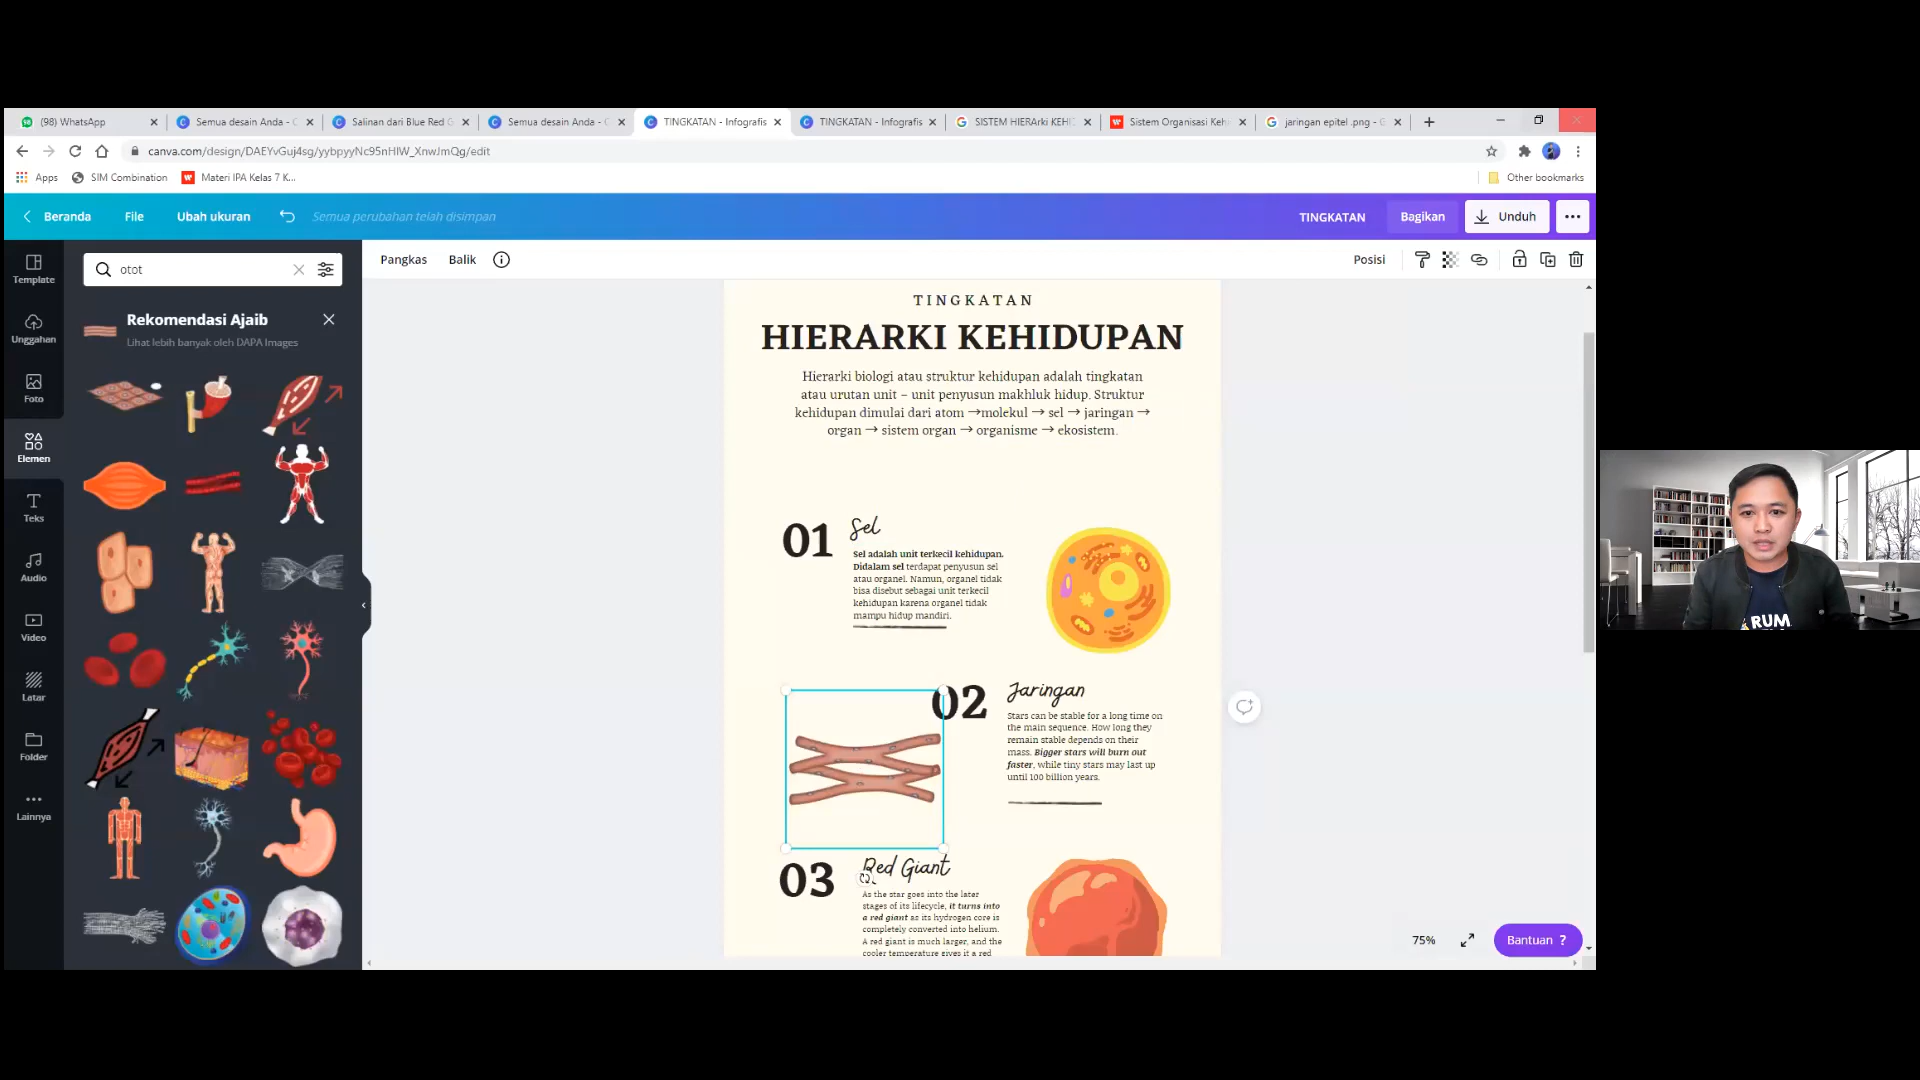 (98) WhatsApp
Semua desain Anda - C
Salinan dari Blue Red G
Semua desain Anda - C
TINGKATAN - Infografis
TINGKATAN - Infografis
SISTEM HIERArki KEHI
Sistem Organisasi Keh
jaringan epitel .png - G
canva.com/design/DAEYvGuj4sg/yybpyyNc95nHIW_XnwJmQg/edit
Apps
SIM Combination
Materi IPA Kelas 7 K...
Other bookmarks
Beranda
File
Ubah ukuran
Semua perubahan telah disimpan
TINGKATAN
Bagikan
Unduh
Template
Unggahan
Foto
Elemen
Teks
Audio
Video
Latar
Folder
Lainnya
otot
Rekomendasi Ajaib
Lihat lebih banyak oleh DAPA Images
Pangkas
Balik
Posisi
TINGKATAN
HIERARKI KEHIDUPAN
Hierarki biologi atau struktur kehidupan adalah tingkatan
atau urutan unit – unit penyusun makhluk hidup. Struktur
kehidupan dimulai dari atom →molekul → sel → jaringan →
organ → sistem organ → organisme → ekosistem.
01
Sel
Sel adalah unit terkecil kehidupan.
Didalam sel terdapat penyusun sel
atau organel. Namun, organel tidak
bisa disebut sebagai unit terkecil
kehidupan karena organel tidak
mampu hidup mandiri.
02
Jaringan
Stars can be stable for a long time on
the main sequence. How long they
remain stable depends on their
mass. Bigger stars will burn out
faster, while tiny stars may last up
until 100 billion years.
03
Red Giant
As the star goes into the later
stages of its lifecycle, it turns into
a red giant as its hydrogen core is
completely converted into helium.
A red giant is much larger, and the
cooler temperature gives it a red
75%
Bantuan ?
RUM